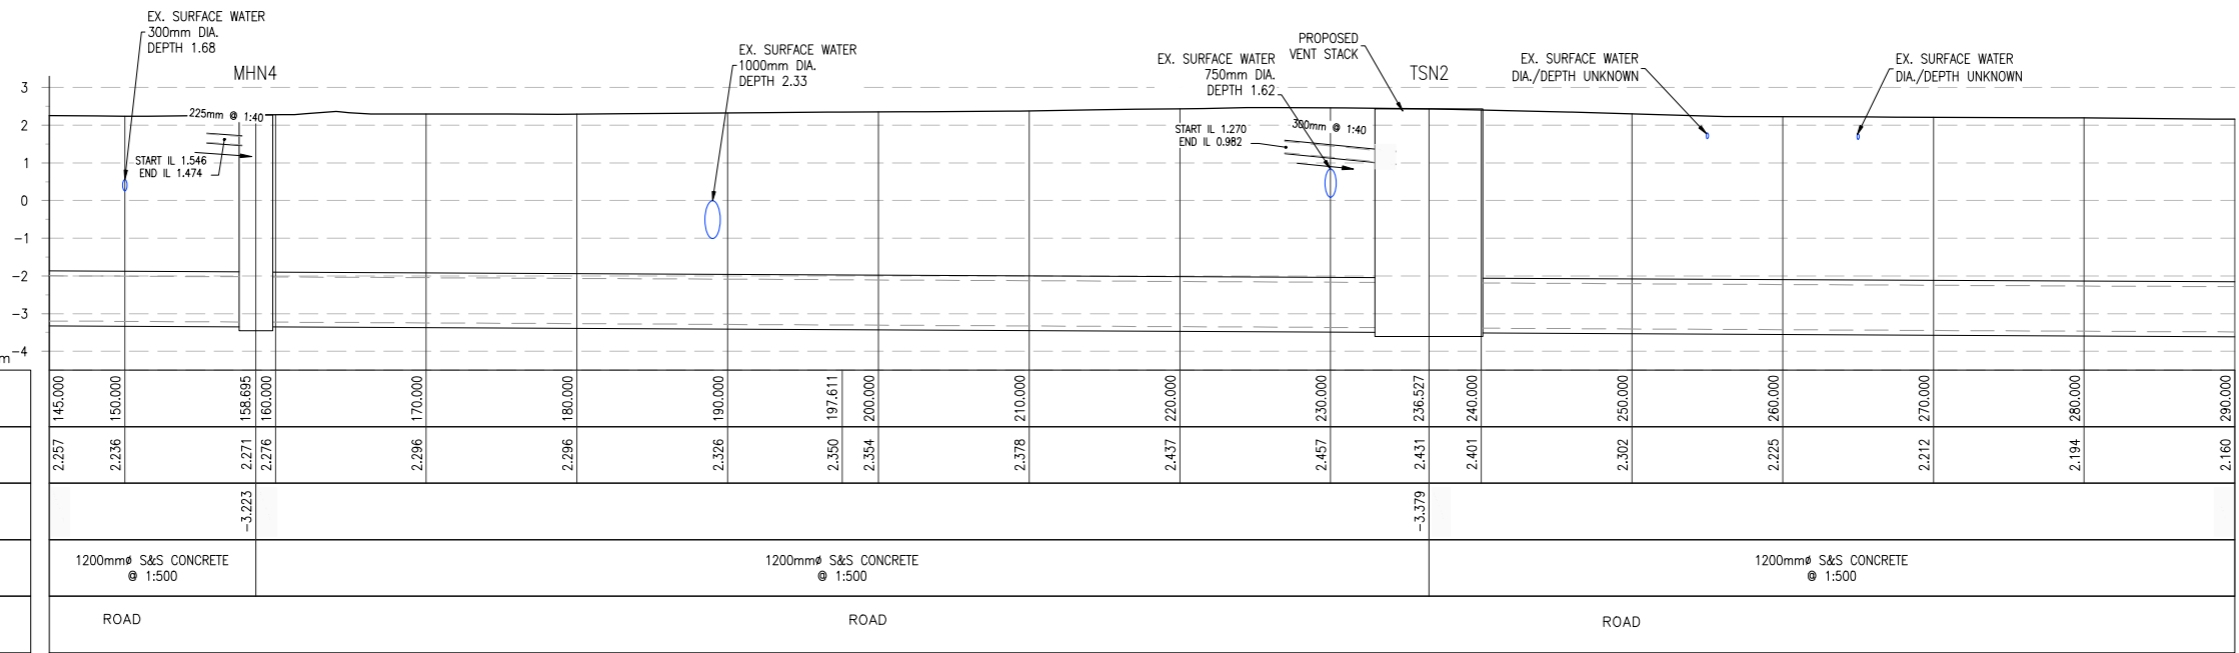 EX. SURFACE WATER
300mm DIA.
DEPTH 1.68
MHN4
EX. SURFACE WATER
1000mm DIA.
DEPTH 2.33
EX. SURFACE WATER
750mm DIA.
DEPTH 1.62
PROPOSED
VENT STACK
TSN2
EX. SURFACE WATER
DIA./DEPTH UNKNOWN
EX. SURFACE WATER
DIA./DEPTH UNKNOWN
225mm @ 1:40
START IL 1.546
END IL 1.474
START IL 1.270
END IL 0.982
300mm @ 1:40
3
2
1
0
-1
-2
-3
-4
m
145.000 150.000 158.695 160.000 170.000 180.000 190.000 197.611 200.000 210.000 220.000 230.000 236.527 240.000 250.000 260.000 270.000 280.000 290.000
2.257 2.236 2.271 2.276 2.296 2.296 2.326 2.350 2.354 2.378 2.437 2.457 2.431 2.401 2.302 2.225 2.212 2.194 2.160
-3.223 -3.379
1200mmø S&S CONCRETE
@ 1:500
1200mmø S&S CONCRETE
@ 1:500
1200mmø S&S CONCRETE
@ 1:500
ROAD ROAD ROAD